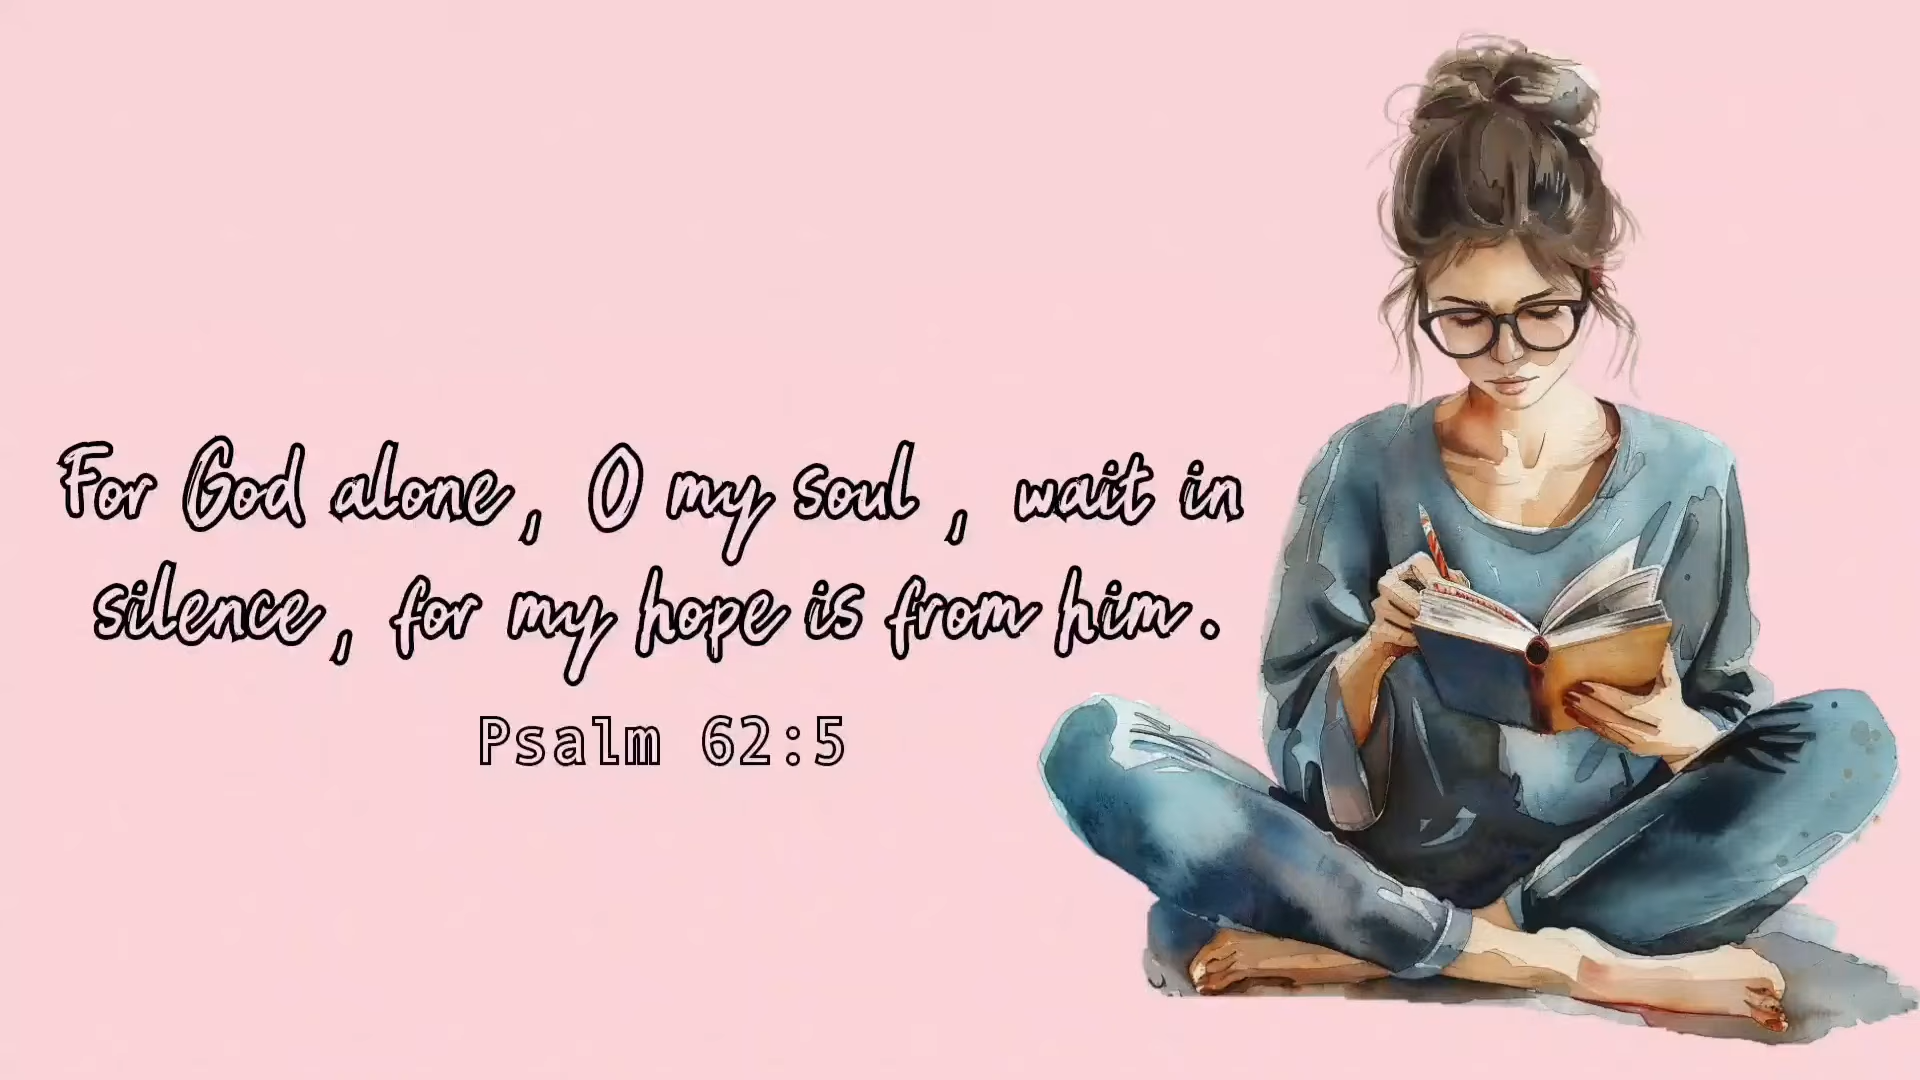 For God alone, O my soul, wait in
silence, for my hope is from him.
Psalm 62:5